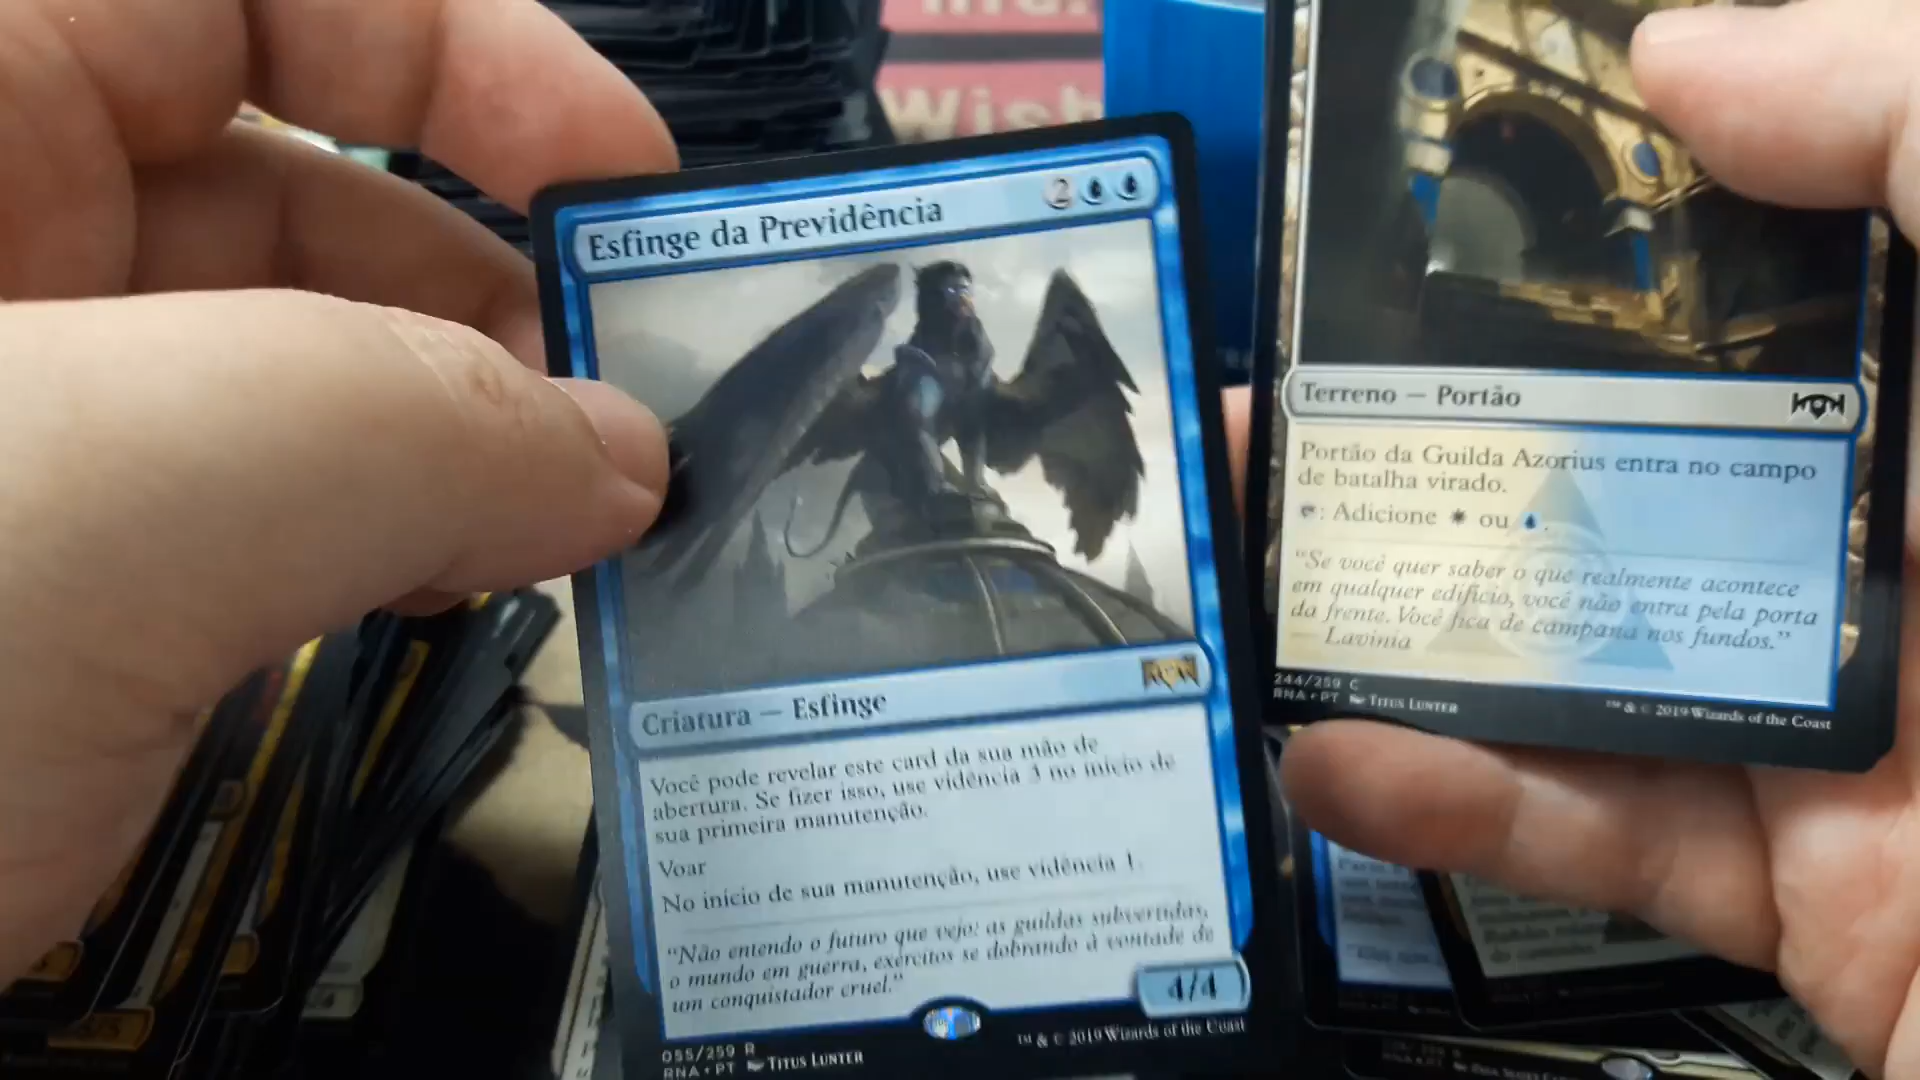 Wish
Esfinge da Previdência
2
Criatura — Esfinge
Você pode revelar este card da sua mão de
abertura. Se fizer isso, use vidência 3 no início de
sua primeira manutenção.
Voar
No início de sua manutenção, use vidência 1.
“Não entendo o futuro que vejo: as guildas subvertidas,
o mundo em guerra, exércitos se dobrando à vontade de
um conquistador cruel.”
4/4
055/259 R
RNA • PT TITUS LUNTER
™ & © 2019 Wizards of the Coast
Terreno — Portão
Portão da Guilda Azorius entra no campo
de batalha virado.
: Adicione ou .
“Se você quer saber o que realmente acontece
em qualquer edifício, você não entra pela porta
da frente. Você fica de campana nos fundos.”
— Lavinia
244/259 C
RNA • PT TITUS LUNTER
™ & © 2019 Wizards of the Coast